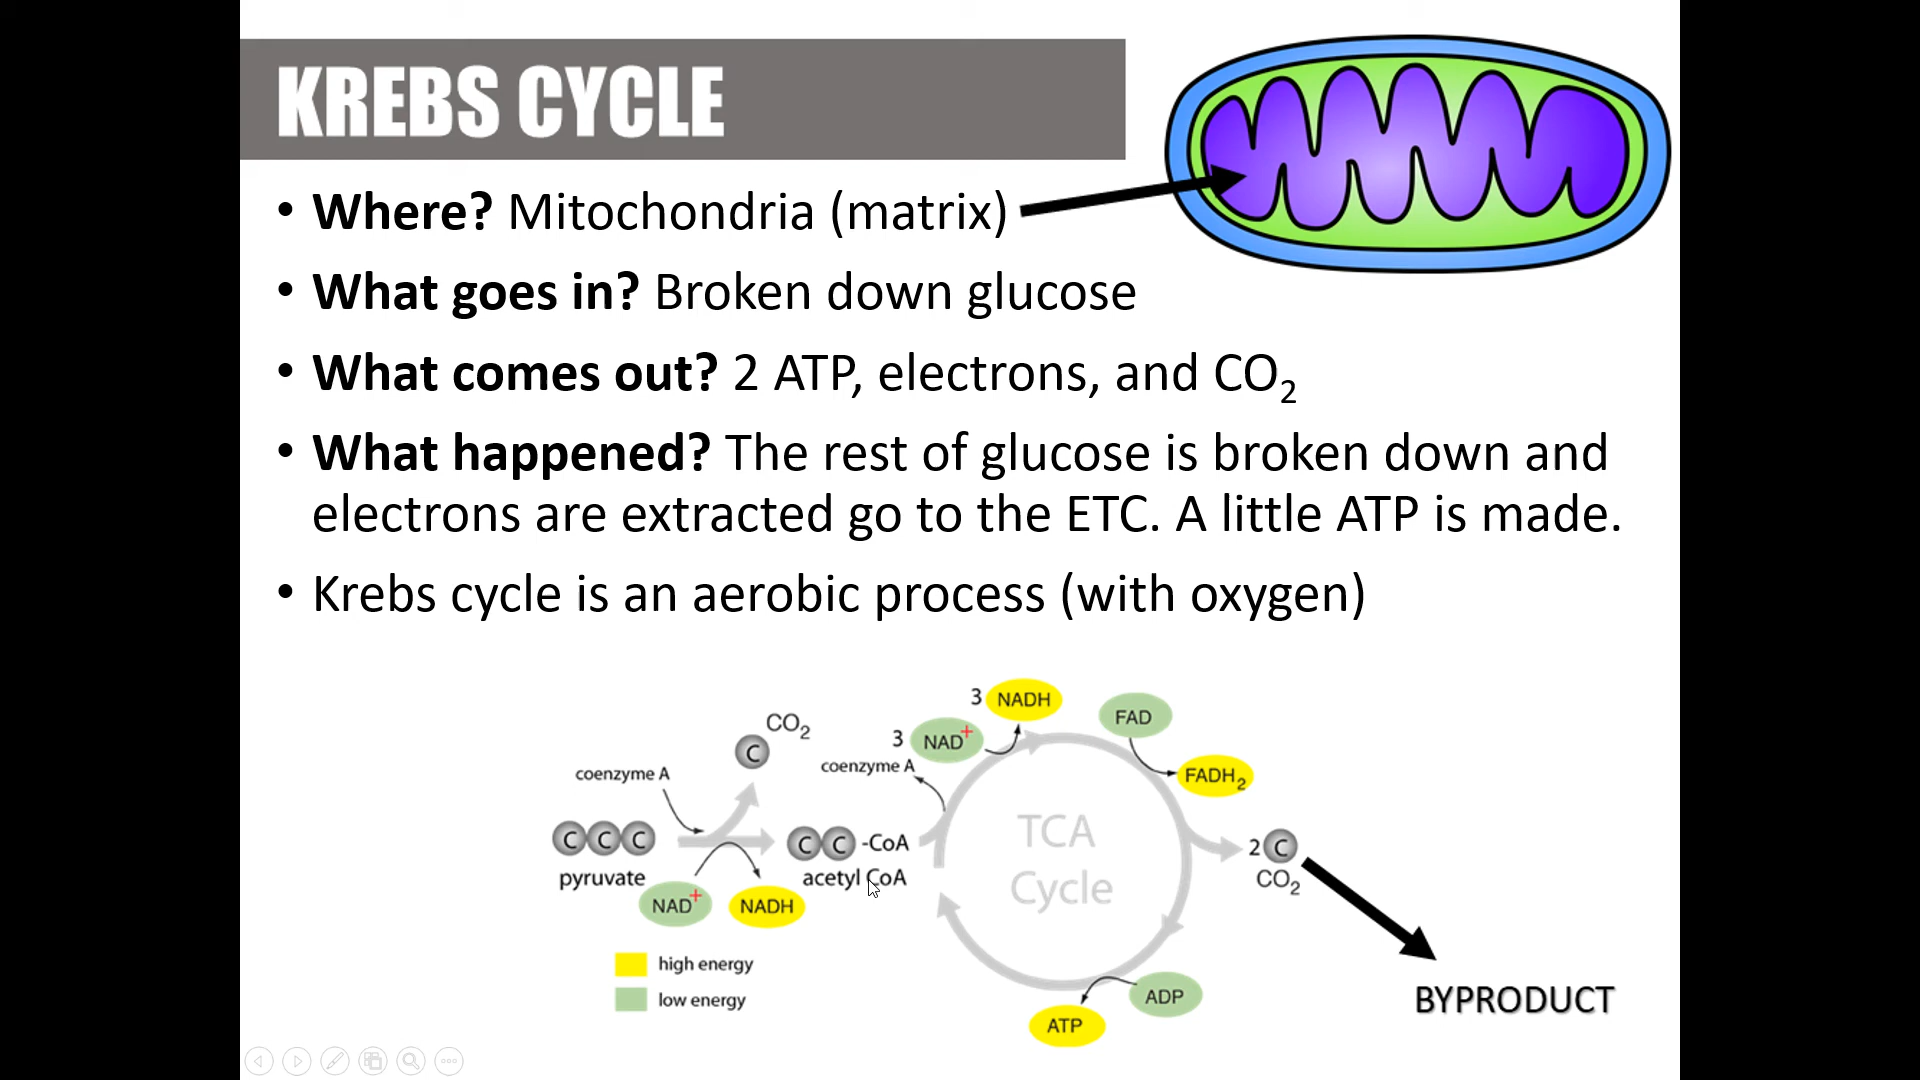 KREBS CYCLE
• Where? Mitochondria (matrix)
• What goes in? Broken down glucose
• What comes out? 2 ATP, electrons, and CO₂
• What happened? The rest of glucose is broken down and
electrons are extracted go to the ETC. A little ATP is made.
• Krebs cycle is an aerobic process (with oxygen)
3 NADH
FAD
CO₂
C
3 NAD+
coenzyme A
coenzyme A
FADH₂
C C C
pyruvate
C C -CoA
acetyl CoA
TCA
Cycle
2 C
CO₂
NAD+
NADH
high energy
low energy
ADP
ATP
BYPRODUCT